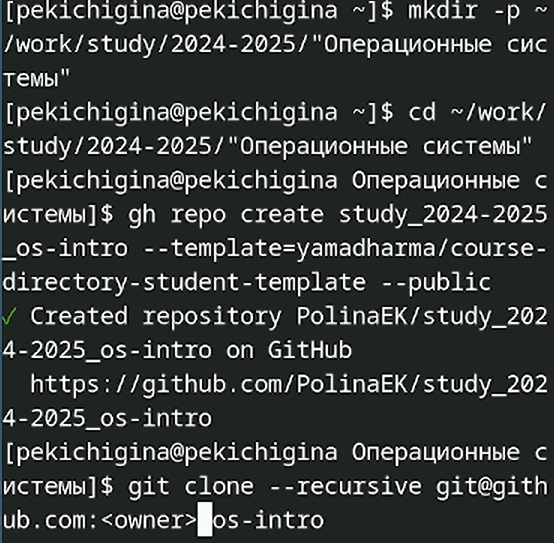 [pekichigina@pekichigina ~]$ mkdir -p ~
/work/study/2024-2025/"Операционные сис
темы"
[pekichigina@pekichigina ~]$ cd ~/work/
study/2024-2025/"Операционные системы"
[pekichigina@pekichigina Операционные с
истемы]$ gh repo create study_2024-2025
_os-intro --template=yamadharma/course-
directory-student-template --public
✓ Created repository PolinaEK/study_202
4-2025_os-intro on GitHub
  https://github.com/PolinaEK/study_202
4-2025_os-intro
[pekichigina@pekichigina Операционные с
истемы]$ git clone --recursive git@gith
ub.com:<owner> os-intro